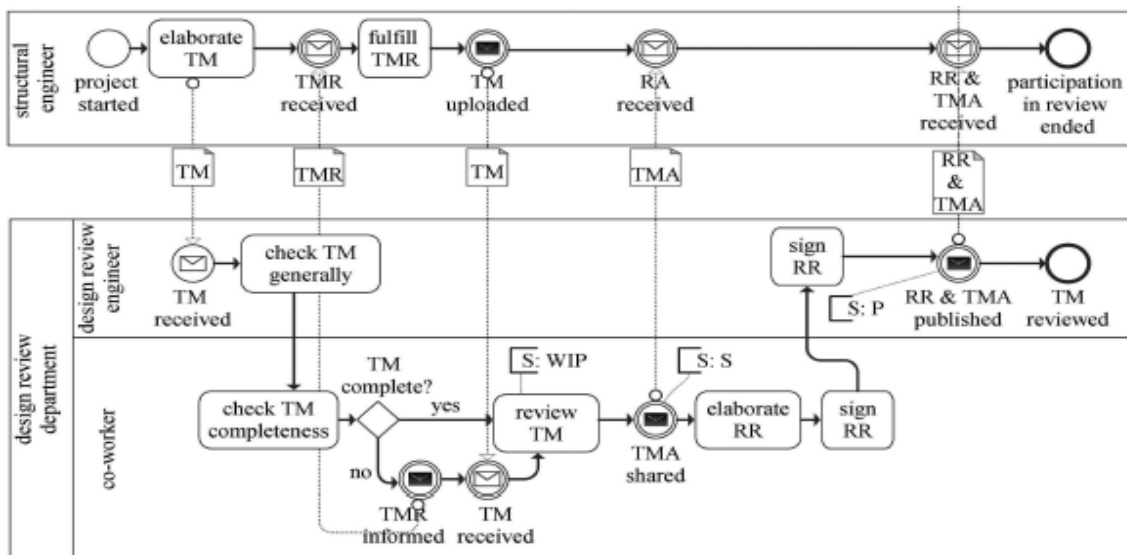 structural
engineer
project
started
elaborate
TM
TMR
received
fulfill
TMR
TM
uploaded
RA
received
RR &
TMA
received
participation
in review
ended
TM
TMR
TM
TMA
RR
&
TMA
design review
department
design review
engineer
TM
received
check TM
generally
sign
RR
S: P
RR & TMA
published
TM
reviewed
co-worker
check TM
completeness
TM
complete?
yes
no
TMR
informed
TM
received
S: WIP
review
TM
S: S
TMA
shared
elaborate
RR
sign
RR